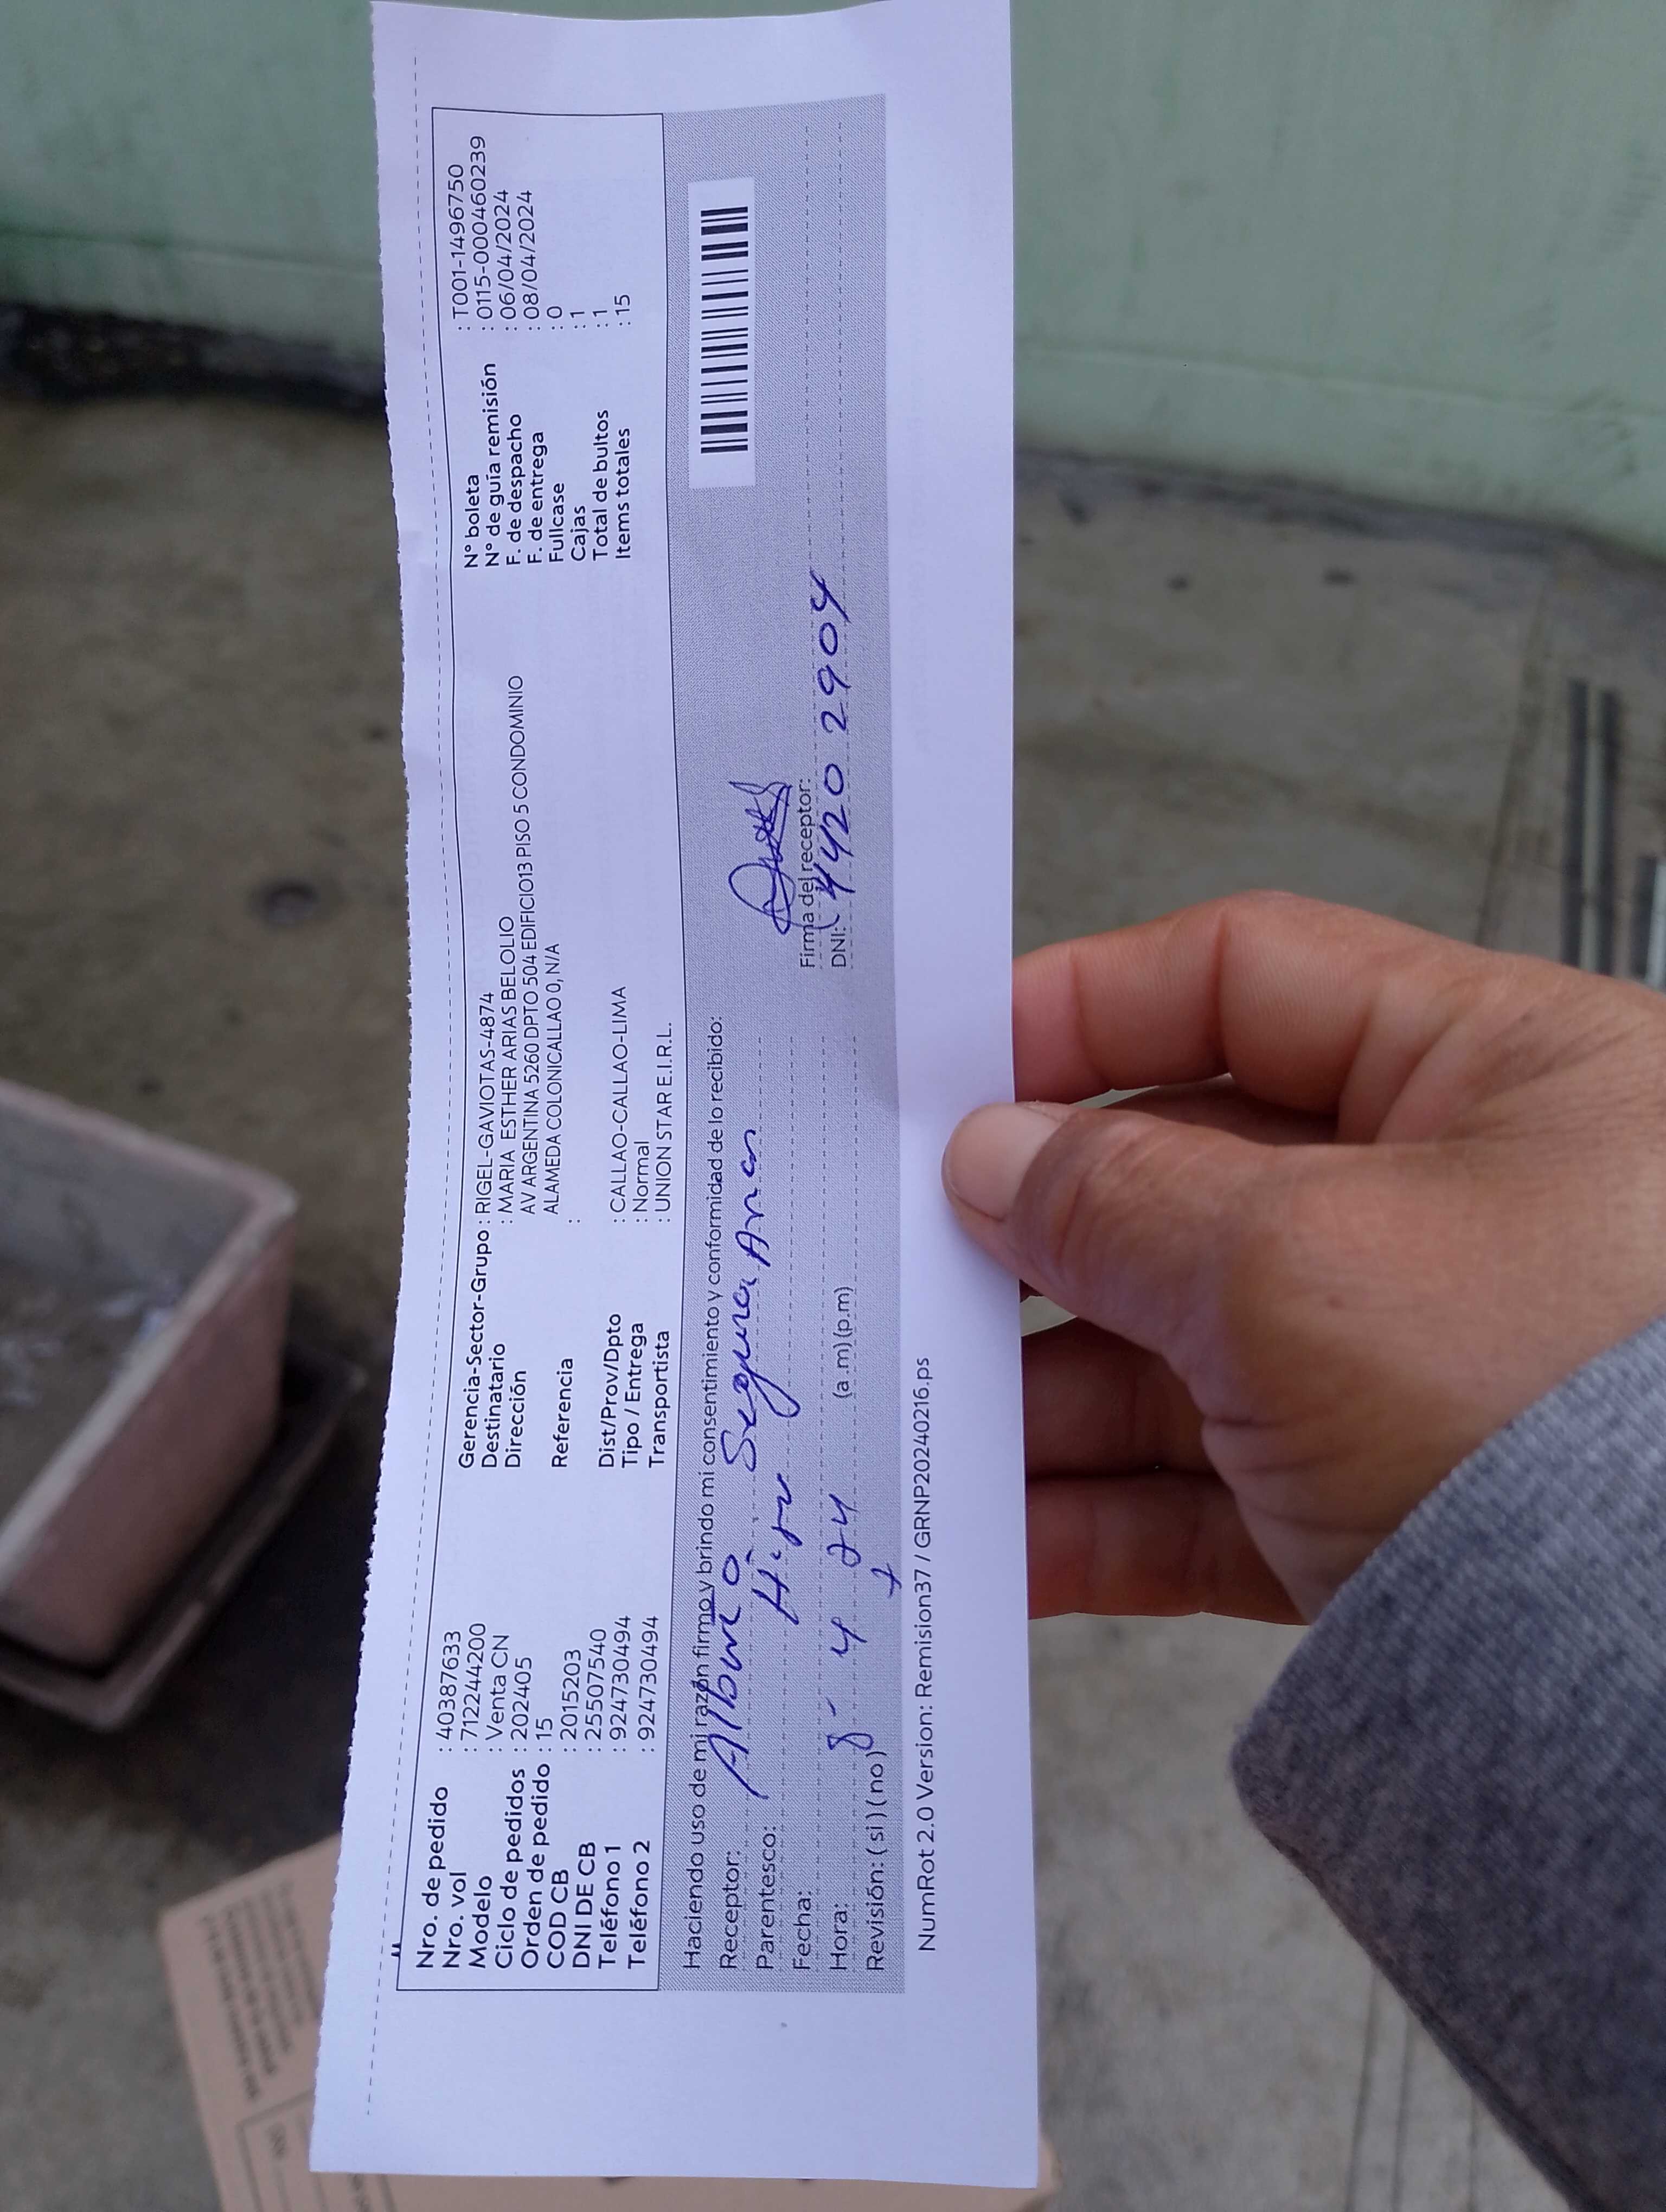 Nro. de pedido : 40387633
Nro. vol : 712244200
Modelo : Venta CN
Ciclo de pedidos : 202405
Orden de pedido : 15
COD CB : 2015203
DNI DE CB : 25507540
Teléfono 1 : 924730494
Teléfono 2 : 924730494
Gerencia-Sector-Grupo : RIGEL-GAVIOTAS-4874
Destinatario : MARIA ESTHER ARIAS BELOLIO
Dirección AV ARGENTINA 5260 DPTO 504 EDIFICIO13 PISO 5 CONDOMINIO
ALAMEDA COLONICALLAO 0, N/A
Referencia :
Dist/Prov/Dpto : CALLAO-CALLAO-LIMA
Tipo / Entrega : Normal
Transportista : UNION STAR E.I.R.L.
N° boleta : T001-1496750
N° de guía remisión : 0115-0004460239
F. de despacho : 06/04/2024
F. de entrega : 08/04/2024
Fullcase : 0
Cajas : 1
Total de bultos : 1
Items totales : 15
Haciendo uso de mi razón firmo y brindo mi consentimiento y conformidad de lo recibido:
Receptor: Segura
Parentesco:
Fecha: 8 - 4 24
Hora: (a.m) (p.m)
Revisión: ( si ) ( no )
Firma del receptor:
DNI: 4420 2904
NumRot 2.0 Version: Remision37 / GRNP20240216.ps